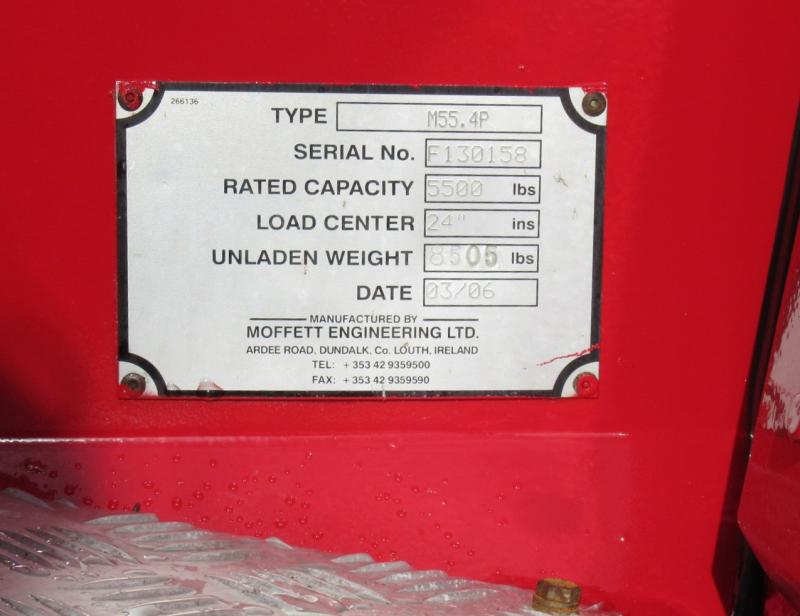 266136
TYPE M55.4P
SERIAL No. F130158
RATED CAPACITY 5500 lbs
LOAD CENTER 24" ins
UNLADEN WEIGHT 8505 lbs
DATE 03/06
MANUFACTURED BY
MOFFETT ENGINEERING LTD.
ARDEE ROAD, DUNDALK, Co. LOUTH, IRELAND
TEL: + 353 42 9359500
FAX: + 353 42 9359590